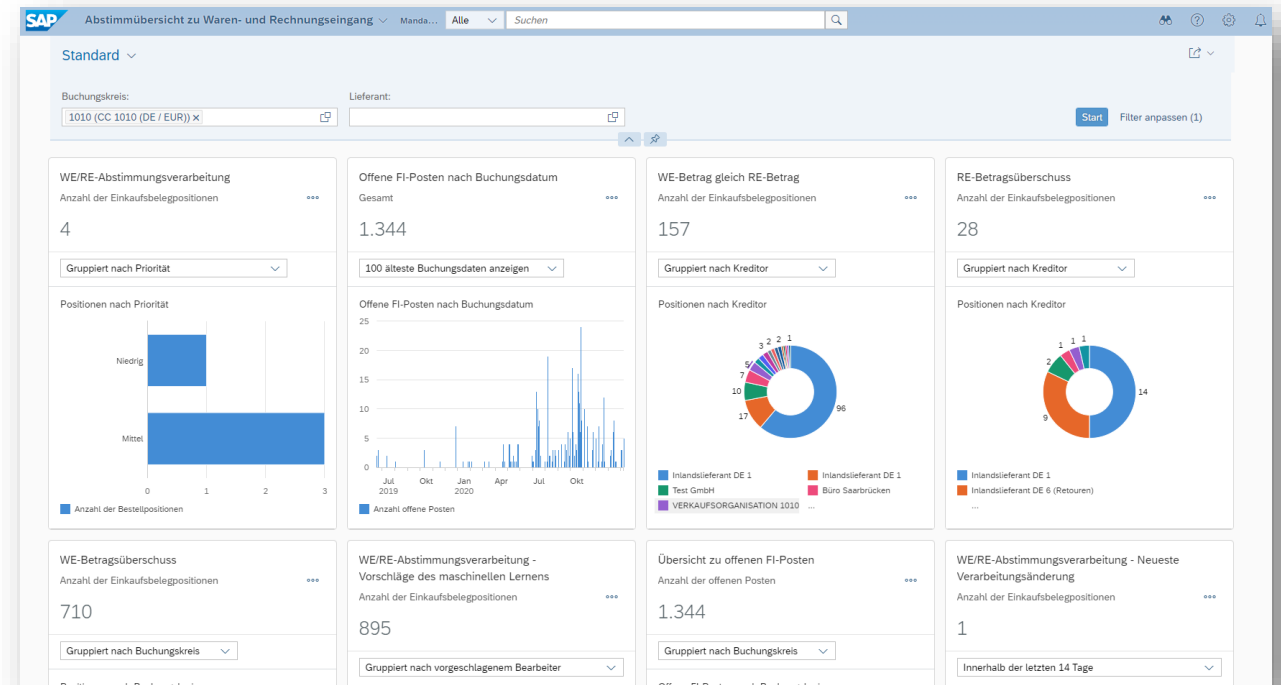 SAP Abstimmübersicht zu Waren- und Rechnungseingang Manda... Alle Suchen
Standard
Buchungskreis: Lieferant:
1010 (CC 1010 (DE / EUR)) Start Filter anpassen (1)
WE/RE-Abstimmungsverarbeitung
Anzahl der Einkaufsbelegpositionen
4
Gruppiert nach Priorität
Positionen nach Priorität
Niedrig
Mittel
0 1 2 3
Anzahl der Bestellpositionen
Offene FI-Posten nach Buchungsdatum
Gesamt
1.344
100 älteste Buchungsdaten anzeigen
Offene FI-Posten nach Buchungsdatum
25
20
15
10
5
0
Jul Okt Jan Apr Jul Okt
2019 2020
Anzahl offene Posten
WE-Betrag gleich RE-Betrag
Anzahl der Einkaufsbelegpositionen
157
Gruppiert nach Kreditor
Positionen nach Kreditor
3 2 2 1
5
7
10
17
96
Inlandslieferant DE 1 Inlandslieferant DE 1
Test GmbH Büro Saarbrücken
VERKAUFSORGANISATION 1010 ...
RE-Betragsüberschuss
Anzahl der Einkaufsbelegpositionen
28
Gruppiert nach Kreditor
Positionen nach Kreditor
1 1 1
2
14
9
Inlandslieferant DE 1
Inlandslieferant DE 6 (Retouren)
...
WE-Betragsüberschuss
Anzahl der Einkaufsbelegpositionen
710
Gruppiert nach Buchungskreis
WE/RE-Abstimmungsverarbeitung -
Vorschläge des maschinellen Lernens
Anzahl der Einkaufsbelegpositionen
895
Gruppiert nach vorgeschlagenem Bearbeiter
Übersicht zu offenen FI-Posten
Anzahl der offenen Posten
1.344
Gruppiert nach Buchungskreis
WE/RE-Abstimmungsverarbeitung - Neueste
Verarbeitungsänderung
Anzahl der Einkaufsbelegpositionen
1
Innerhalb der letzten 14 Tage